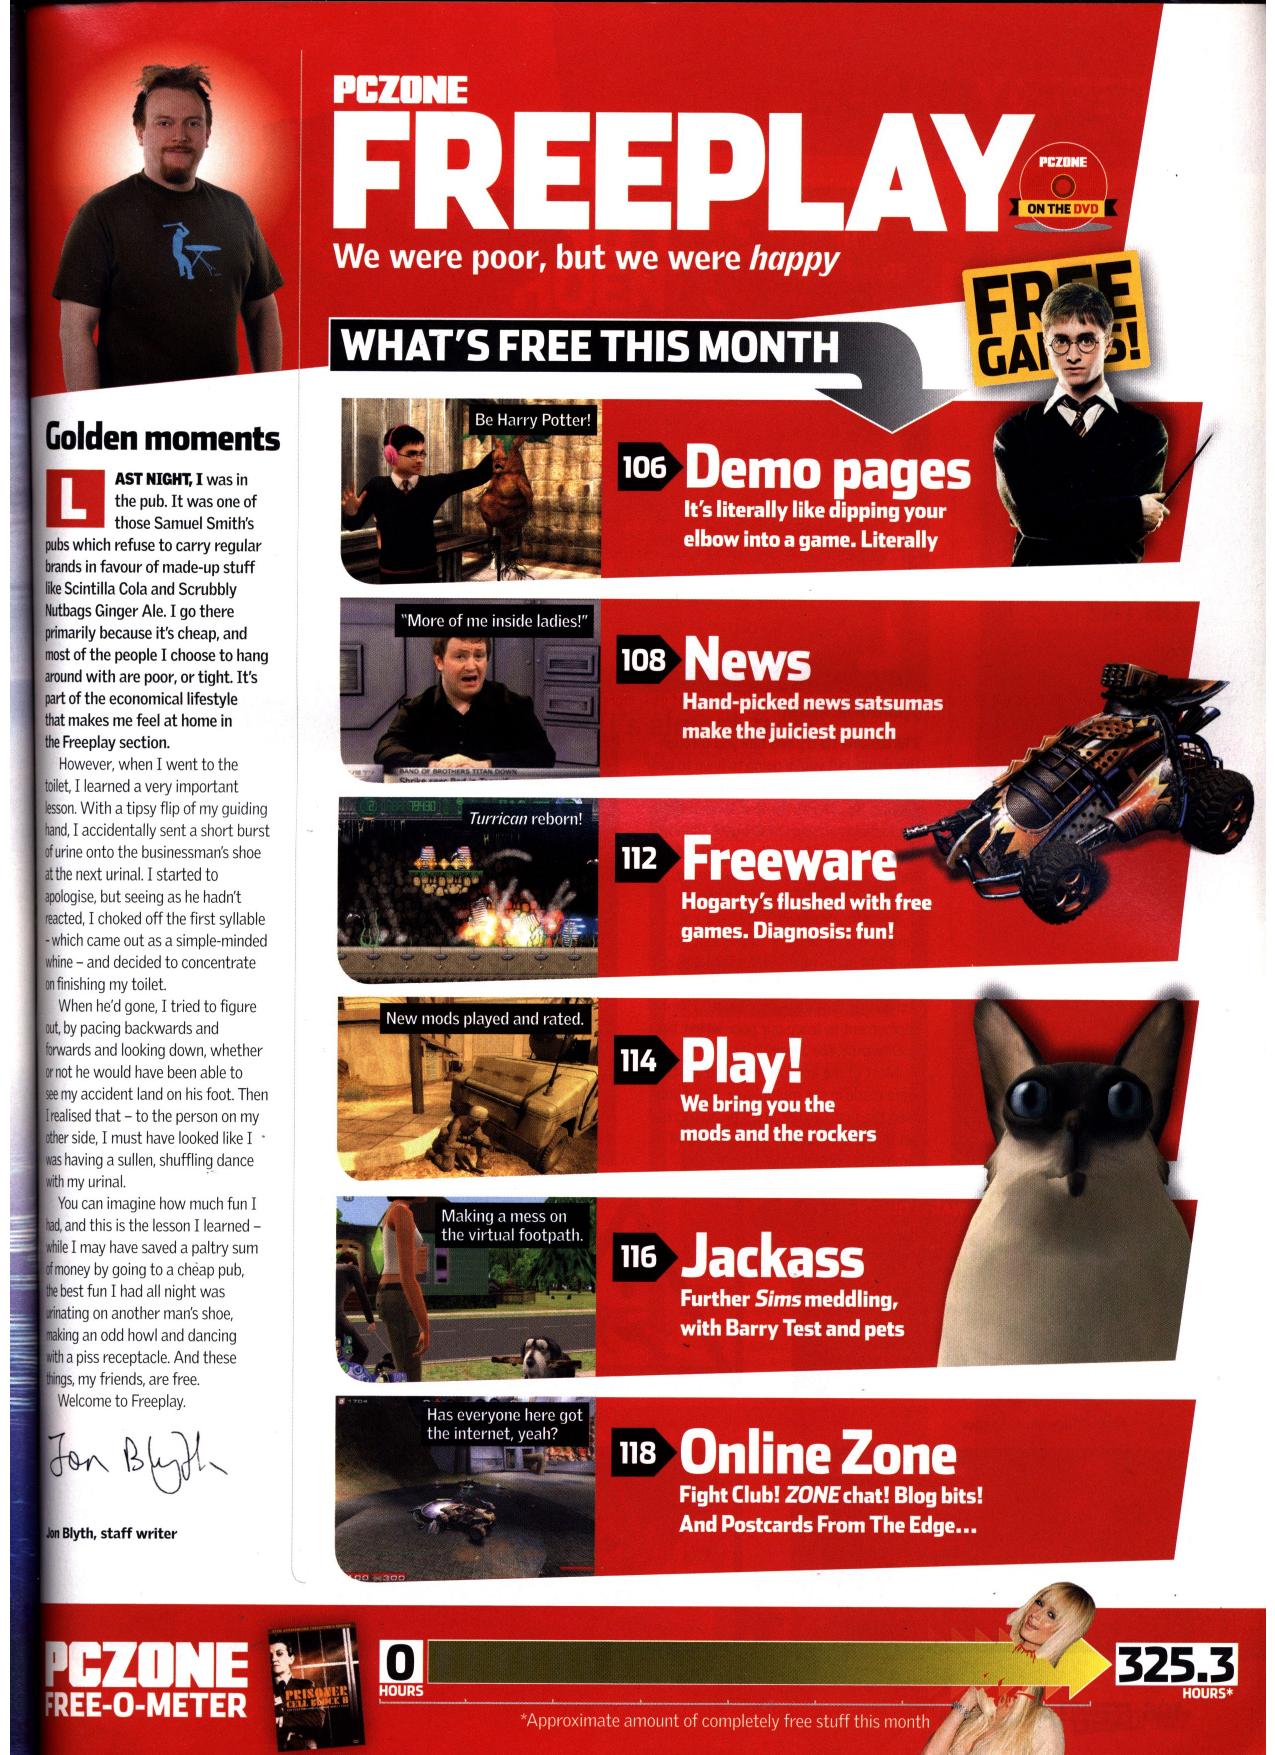 PCZONE
FREEPLAY
We were poor, but we were happy
PCZONE
ON THE DVD
FREE
GAMES!
WHAT'S FREE THIS MONTH
Golden moments
LAST NIGHT, I was in
the pub. It was one of
those Samuel Smith's
pubs which refuse to carry regular
brands in favour of made-up stuff
like Scintilla Cola and Scrubbly
Nutbags Ginger Ale. I go there
primarily because it's cheap, and
most of the people I choose to hang
around with are poor, or tight. It's
part of the economical lifestyle
that makes me feel at home in
the Freeplay section.
However, when I went to the
toilet, I learned a very important
lesson. With a tipsy flip of my guiding
hand, I accidentally sent a short burst
of urine onto the businessman's shoe
at the next urinal. I started to
apologise, but seeing as he hadn't
reacted, I choked off the first syllable
- which came out as a simple-minded
whine – and decided to concentrate
on finishing my toilet.
When he'd gone, I tried to figure
out, by pacing backwards and
forwards and looking down, whether
or not he would have been able to
see my accident land on his foot. Then
I realised that – to the person on my
other side, I must have looked like I
was having a sullen, shuffling dance
with my urinal.
You can imagine how much fun I
had, and this is the lesson I learned –
while I may have saved a paltry sum
of money by going to a cheap pub,
the best fun I had all night was
urinating on another man's shoe,
making an odd howl and dancing
with a piss receptacle. And these
things, my friends, are free.
Welcome to Freeplay.
Jon Blyth
Jon Blyth, staff writer
Be Harry Potter!
106 Demo pages
It's literally like dipping your
elbow into a game. Literally
"More of me inside ladies!"
BAND OF BROTHERS TITAN DOWN
108 News
Hand-picked news satsumas
make the juiciest punch
Turrican reborn!
112 Freeware
Hogarty's flushed with free
games. Diagnosis: fun!
New mods played and rated.
114 Play!
We bring you the
mods and the rockers
Making a mess on
the virtual footpath.
116 Jackass
Further Sims meddling,
with Barry Test and pets
Has everyone here got
the internet, yeah?
118 Online Zone
Fight Club! ZONE chat! Blog bits!
And Postcards From The Edge...
PCZONE
FREE-O-METER
PRISONER
CELL BLOCK H
0
HOURS
325.3
HOURS*
*Approximate amount of completely free stuff this month